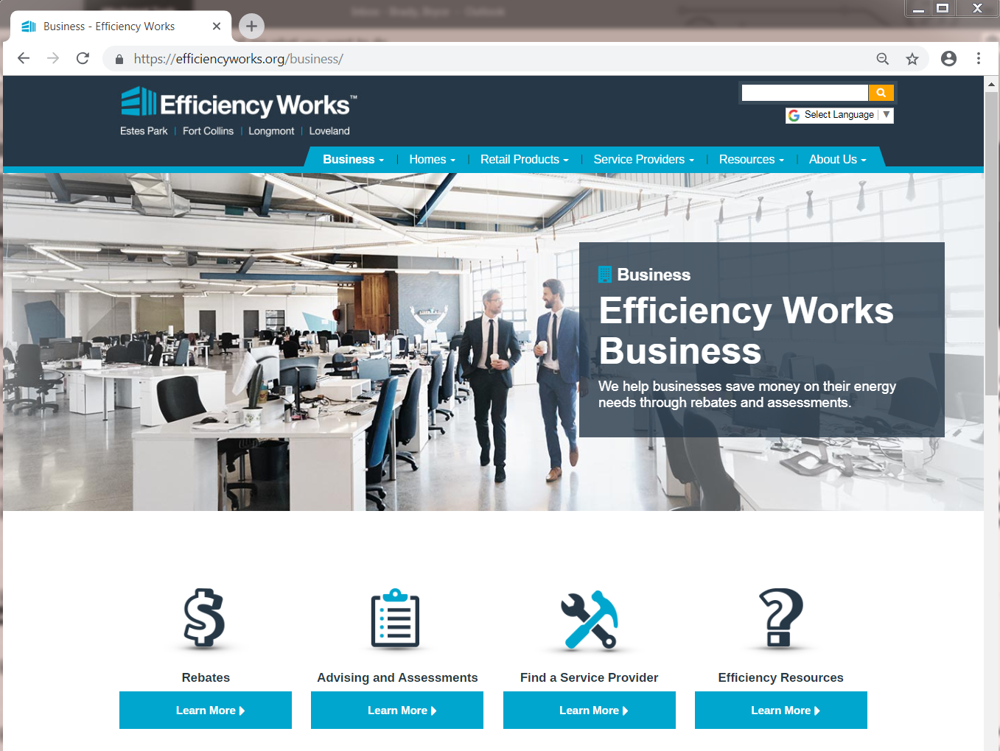 Business - Efficiency Works
https://efficiencyworks.org/business/
Efficiency Works™
Estes Park | Fort Collins | Longmont | Loveland
Select Language
Business | Homes | Retail Products | Service Providers | Resources | About Us
Business
Efficiency Works
Business
We help businesses save money on their energy
needs through rebates and assessments.
Rebates
Advising and Assessments
Find a Service Provider
Efficiency Resources
Learn More
Learn More
Learn More
Learn More